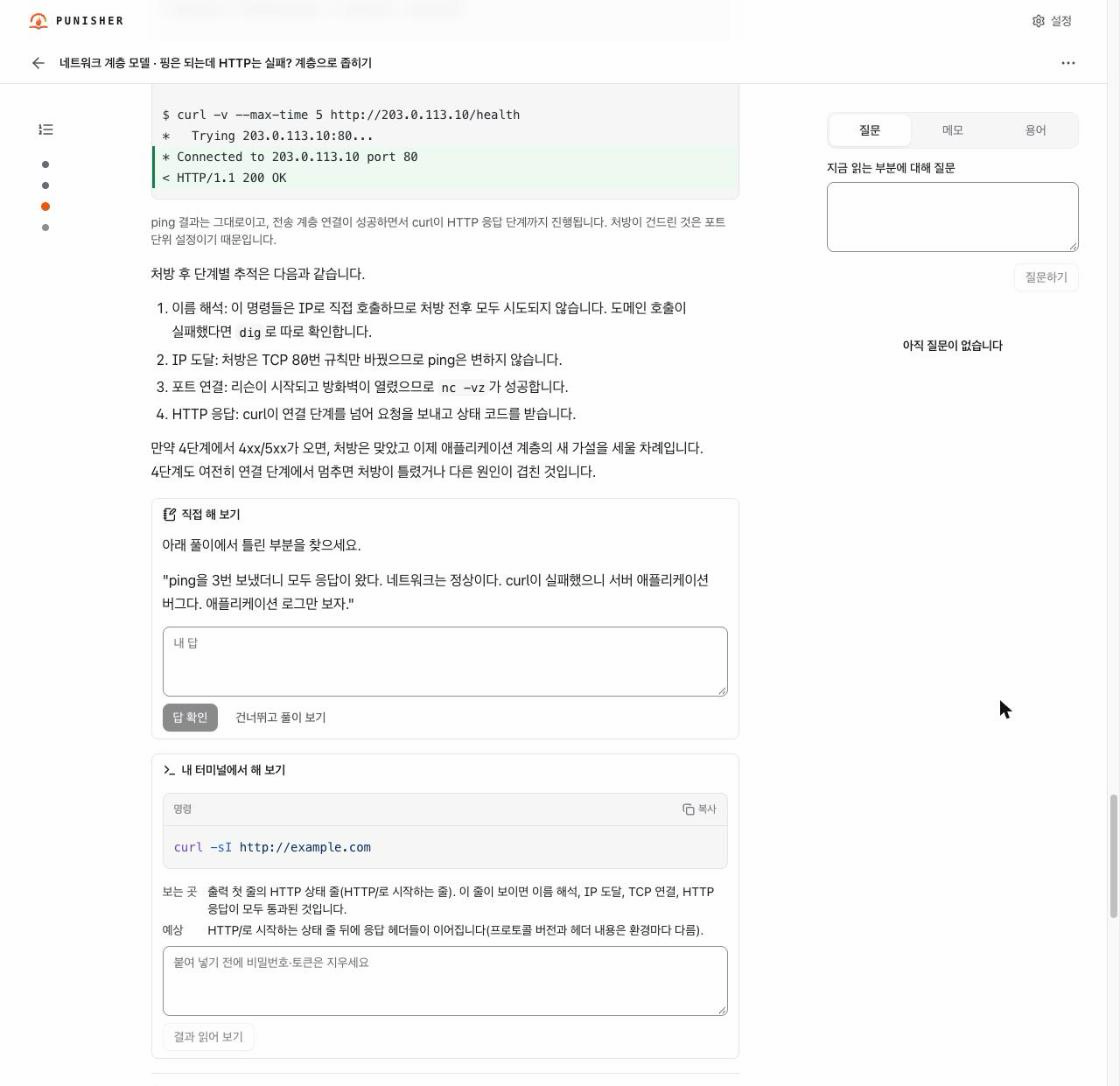 PUNISHER
설정
네트워크 계층 모델 · 핑은 되는데 HTTP는 실패? 계층으로 좁히기
$ curl -v --max-time 5 http://203.0.113.10/health
* Trying 203.0.113.10:80...
* Connected to 203.0.113.10 port 80
< HTTP/1.1 200 OK
ping 결과는 그대로이고, 전송 계층 연결이 성공하면서 curl이 HTTP 응답 단계까지 진행됩니다. 처방이 건드린 것은 포트
단위 설정이기 때문입니다.
처방 후 단계별 추적은 다음과 같습니다.
1. 이름 해석: 이 명령들은 IP로 직접 호출하므로 처방 전후 모두 시도되지 않습니다. 도메인 호출이
실패했다면 dig 로 따로 확인합니다.
2. IP 도달: 처방은 TCP 80번 규칙만 바꿨으므로 ping은 변하지 않습니다.
3. 포트 연결: 리슨이 시작되고 방화벽이 열렸으므로 nc -vz 가 성공합니다.
4. HTTP 응답: curl이 연결 단계를 넘어 요청을 보내고 상태 코드를 받습니다.
만약 4단계에서 4xx/5xx가 오면, 처방은 맞았고 이제 애플리케이션 계층의 새 가설을 세울 차례입니다.
4단계도 여전히 연결 단계에서 멈추면 처방이 틀렸거나 다른 원인이 겹친 것입니다.
직접 해 보기
아래 풀이에서 틀린 부분을 찾으세요.
"ping을 3번 보냈더니 모두 응답이 왔다. 네트워크는 정상이다. curl이 실패했으니 서버 애플리케이션
버그다. 애플리케이션 로그만 보자."
내 답
답 확인
건너뛰고 풀이 보기
내 터미널에서 해 보기
명령
복사
curl -sI http://example.com
보는 곳 출력 첫 줄의 HTTP 상태 줄(HTTP/로 시작하는 줄). 이 줄이 보이면 이름 해석, IP 도달, TCP 연결, HTTP
응답이 모두 통과된 것입니다.
예상 HTTP/로 시작하는 상태 줄 뒤에 응답 헤더들이 이어집니다(프로토콜 버전과 헤더 내용은 환경마다 다름).
붙여 넣기 전에 비밀번호·토큰은 지우세요
결과 읽어 보기
질문
메모
용어
지금 읽는 부분에 대해 질문
질문하기
아직 질문이 없습니다